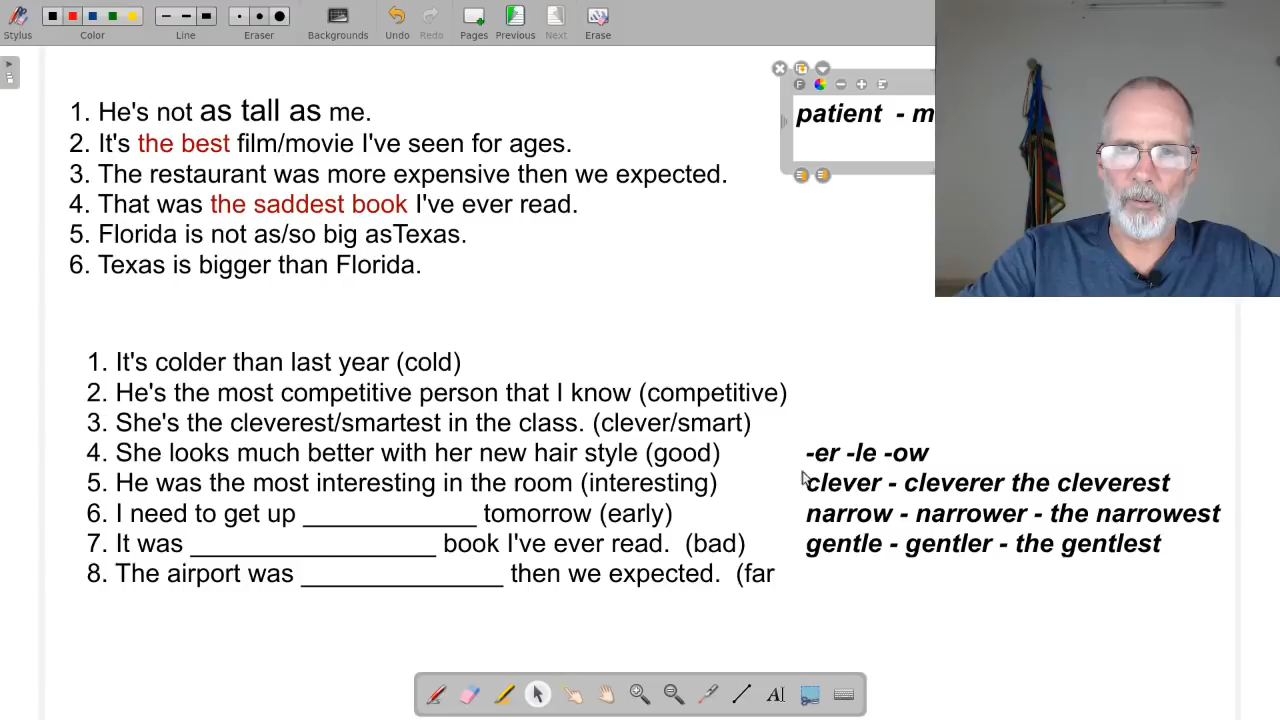 Stylus Color Line Eraser Backgrounds Undo Redo Pages Previous Next Erase
patient - m
1. He's not as tall as me.
2. It's the best film/movie I've seen for ages.
3. The restaurant was more expensive then we expected.
4. That was the saddest book I've ever read.
5. Florida is not as/so big asTexas.
6. Texas is bigger than Florida.
1. It's colder than last year (cold)
2. He's the most competitive person that I know (competitive)
3. She's the cleverest/smartest in the class. (clever/smart)
4. She looks much better with her new hair style (good)
5. He was the most interesting in the room (interesting)
6. I need to get up ____________ tomorrow (early)
7. It was _________________ book I've ever read. (bad)
8. The airport was ______________ then we expected. (far
-er -le -ow
clever - cleverer the cleverest
narrow - narrower - the narrowest
gentle - gentler - the gentlest